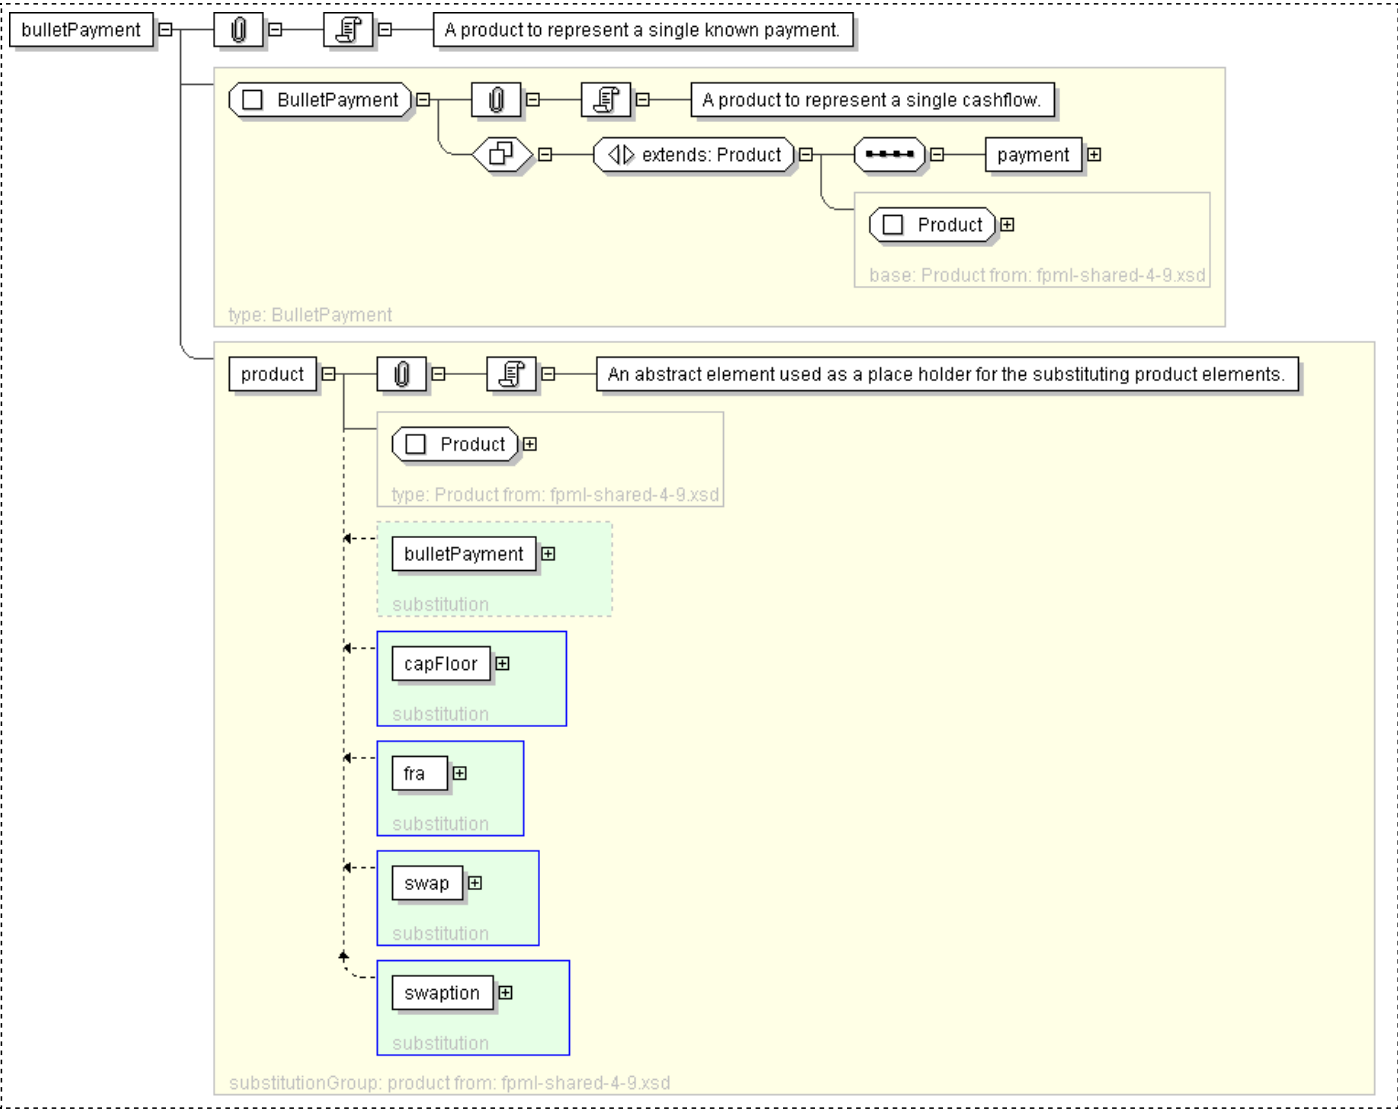 bulletPayment A product to represent a single known payment.
BulletPayment A product to represent a single cashflow.
extends: Product payment
Product
base: Product from: fpml-shared-4-9.xsd
type: BulletPayment
product An abstract element used as a place holder for the substituting product elements.
Product
type: Product from: fpml-shared-4-9.xsd
bulletPayment
substitution
capFloor
substitution
fra
substitution
swap
substitution
swaption
substitution
substitutionGroup: product from: fpml-shared-4-9.xsd